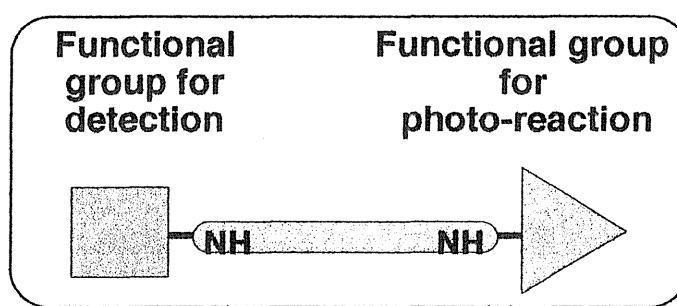 Functional
group for
detection
Functional group
for
photo-reaction
NH
NH